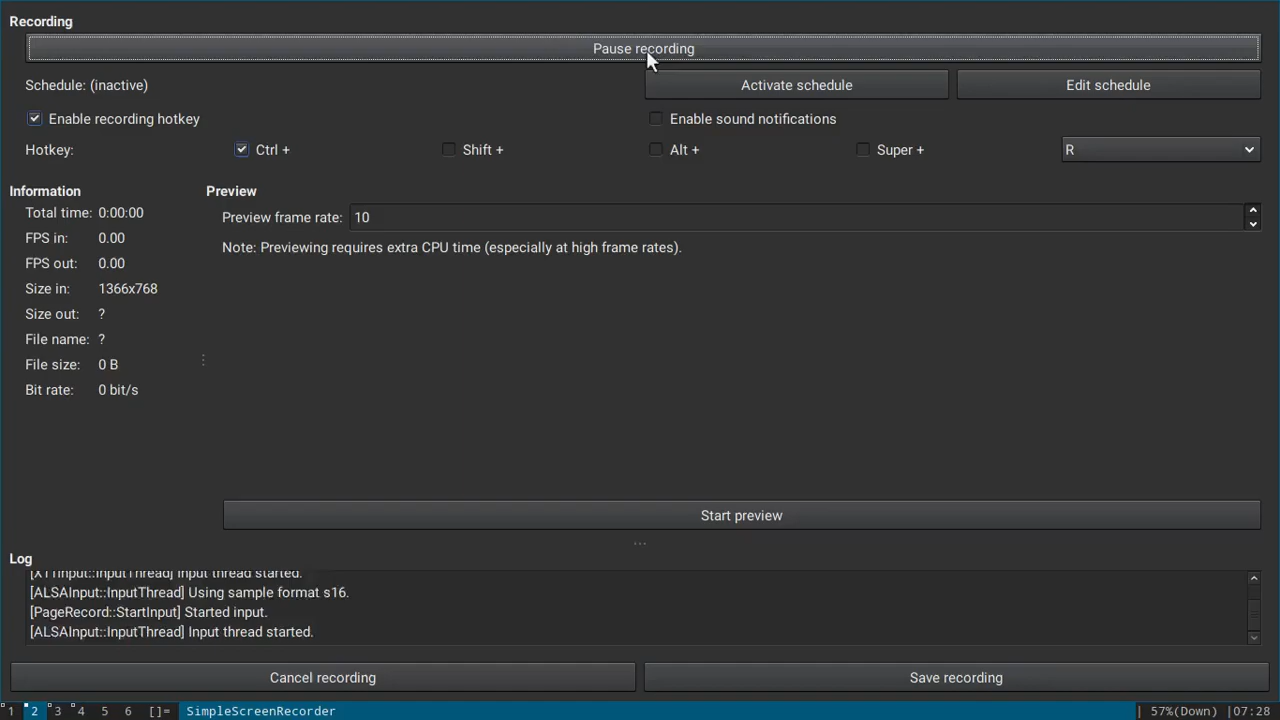 Recording
Pause recording
Schedule: (inactive)
Activate schedule
Edit schedule
Enable recording hotkey
Enable sound notifications
Hotkey:
Ctrl +
Shift +
Alt +
Super +
R
Information
Total time: 0:00:00
FPS in: 0.00
FPS out: 0.00
Size in: 1366x768
Size out: ?
File name: ?
File size: 0 B
Bit rate: 0 bit/s
Preview
Preview frame rate: 10
Note: Previewing requires extra CPU time (especially at high frame rates).
Start preview
Log
[X11Input::InputThread] Input thread started.
[ALSAInput::InputThread] Using sample format s16.
[PageRecord::StartInput] Started input.
[ALSAInput::InputThread] Input thread started.
Cancel recording
Save recording
1 2 3 4 5 6 []= SimpleScreenRecorder | 57%(Down) |07:28